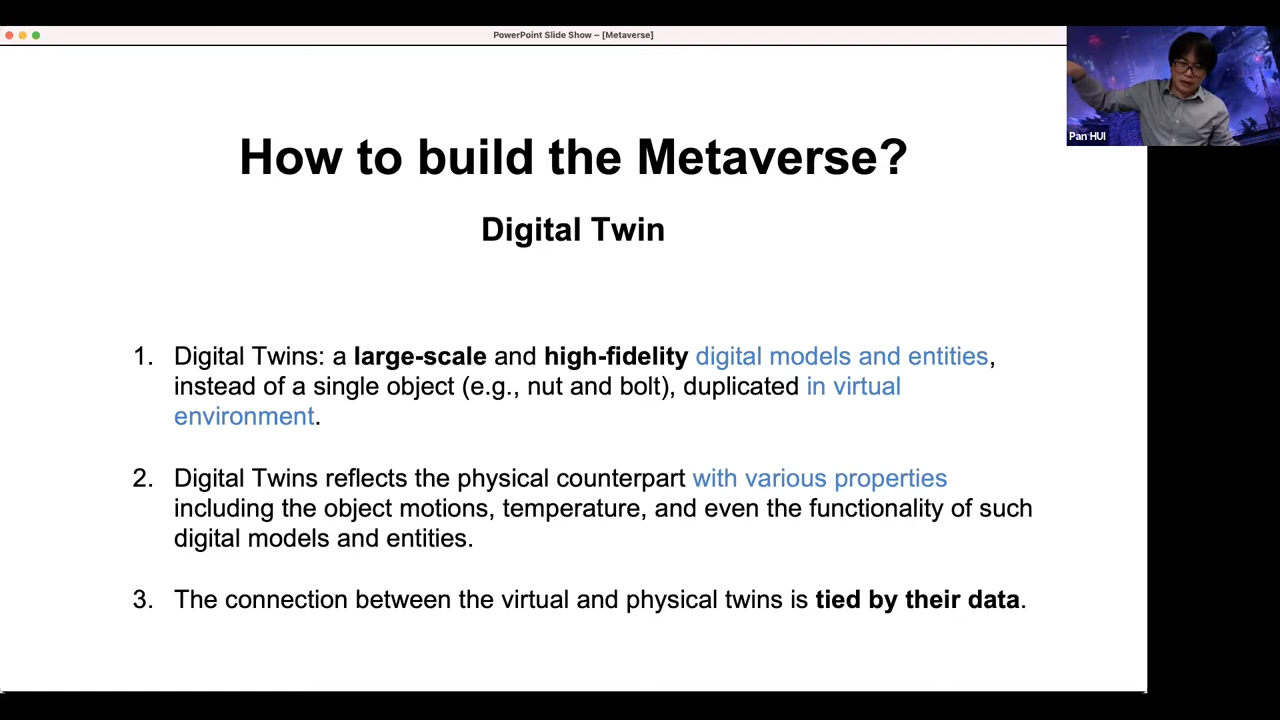 PowerPoint Slide Show – [Metaverse]
Pan HUI
How to build the Metaverse?
Digital Twin
1. Digital Twins: a large-scale and high-fidelity digital models and entities,
instead of a single object (e.g., nut and bolt), duplicated in virtual
environment.
2. Digital Twins reflects the physical counterpart with various properties
including the object motions, temperature, and even the functionality of such
digital models and entities.
3. The connection between the virtual and physical twins is tied by their data.